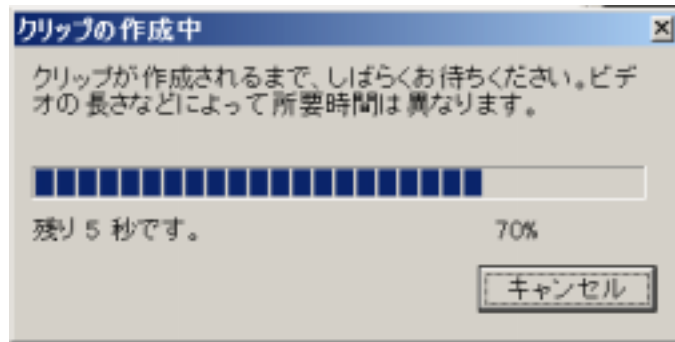 クリップの作成中
クリップが作成されるまで、しばらくお待ちください。ビデ
オの長さなどによって所要時間は異なります。
残り 5 秒です。 70%
キャンセル